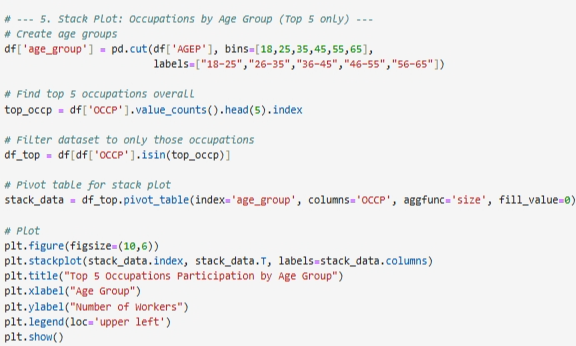 # --- 5. Stack Plot: Occupations by Age Group (Top 5 only) ---
# Create age groups
df['age_group'] = pd.cut(df['AGEP'], bins=[18,25,35,45,55,65],
                         labels=["18-25","26-35","36-45","46-55","56-65"])

# Find top 5 occupations overall
top_occp = df['OCCP'].value_counts().head(5).index

# Filter dataset to only those occupations
df_top = df[df['OCCP'].isin(top_occp)]

# Pivot table for stack plot
stack_data = df_top.pivot_table(index='age_group', columns='OCCP', aggfunc='size', fill_value=0)

# Plot
plt.figure(figsize=(10,6))
plt.stackplot(stack_data.index, stack_data.T, labels=stack_data.columns)
plt.title("Top 5 Occupations Participation by Age Group")
plt.xlabel("Age Group")
plt.ylabel("Number of Workers")
plt.legend(loc='upper left')
plt.show()